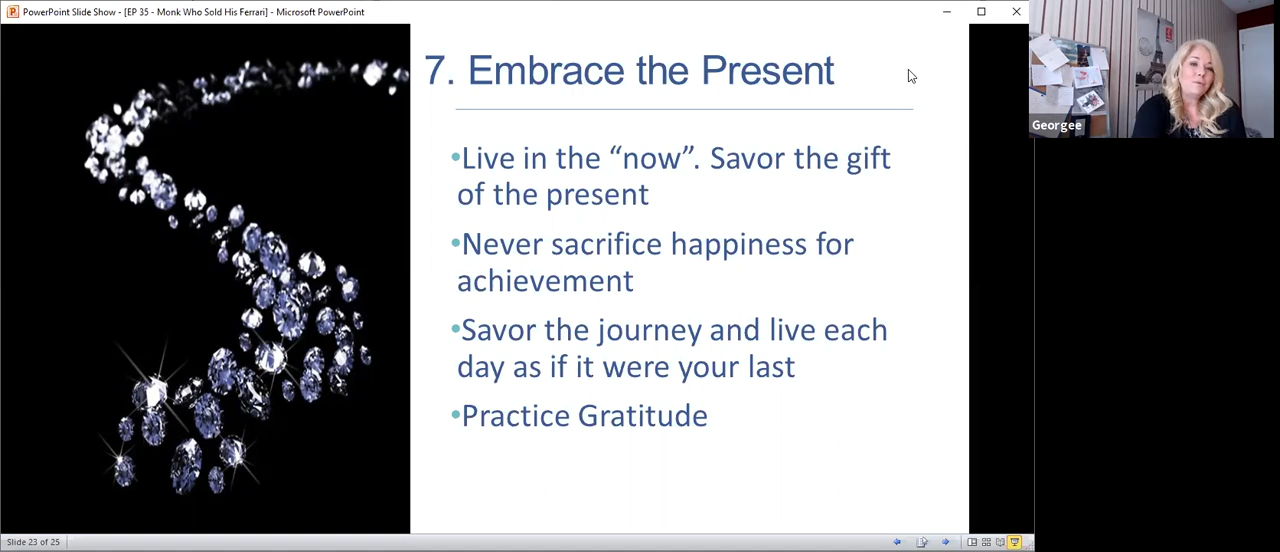 PowerPoint Slide Show - [EP 35 - Monk Who Sold His Ferrari] - Microsoft PowerPoint
7. Embrace the Present
•Live in the “now”. Savor the gift
of the present
•Never sacrifice happiness for
achievement
•Savor the journey and live each
day as if it were your last
•Practice Gratitude
Georgee
Slide 23 of 25